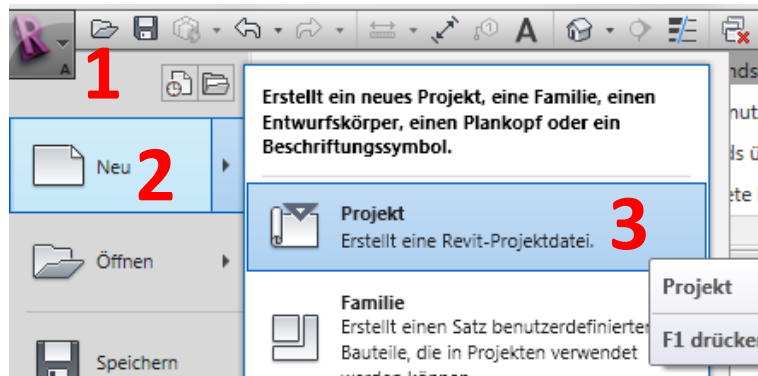 A
1
A
Erstellt ein neues Projekt, eine Familie, einen
Entwurfskörper, einen Plankopf oder ein
Beschriftungssymbol.
Neu 2
Projekt
Erstellt eine Revit-Projektdatei.
3
Öffnen
Projekt
Familie
Erstellt einen Satz benutzerdefinierter
Bauteile, die in Projekten verwendet
F1 drücken
Speichern